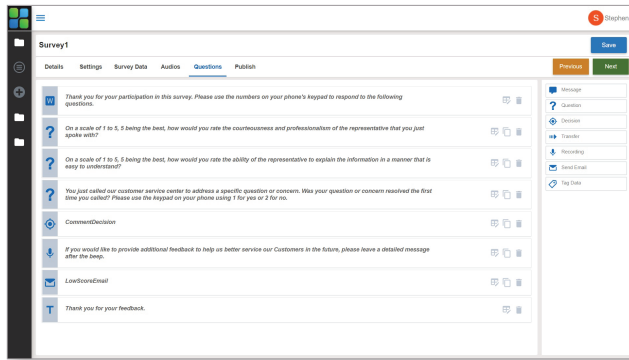 S Stephen
Survey1
Save
Details Settings Survey Data Audios Questions Publish
Previous Next
W Thank you for your participation in this survey. Please use the numbers on your phone's keypad to respond to the following
questions.
? On a scale of 1 to 5, 5 being the best, how would you rate the courteousness and professionalism of the representative that you just
spoke with?
? On a scale of 1 to 5, 5 being the best, how would you rate the ability of the representative to explain the information in a manner that is
easy to understand?
? You just called our customer service center to address a specific question or concern. Was your question or concern resolved the first
time you called? Please use the keypad on your phone using 1 for yes or 2 for no.
CommentDecision
If you would like to provide additional feedback to help us better service our Customers in the future, please leave a detailed message
after the beep.
LowScoreEmail
T Thank you for your feedback.
Message
? Question
Decision
Transfer
Recording
Send Email
Tag Data